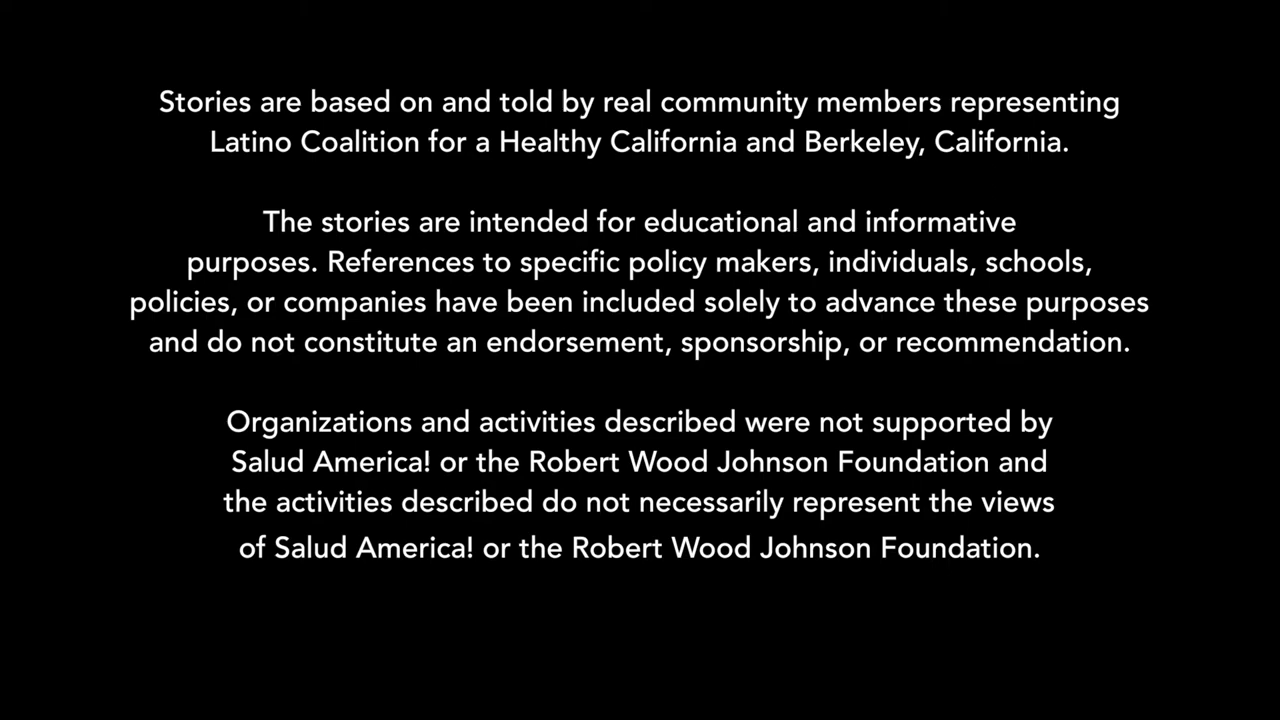 Stories are based on and told by real community members representing
Latino Coalition for a Healthy California and Berkeley, California.
The stories are intended for educational and informative
purposes. References to specific policy makers, individuals, schools,
policies, or companies have been included solely to advance these purposes
and do not constitute an endorsement, sponsorship, or recommendation.
Organizations and activities described were not supported by
Salud America! or the Robert Wood Johnson Foundation and
the activities described do not necessarily represent the views
of Salud America! or the Robert Wood Johnson Foundation.